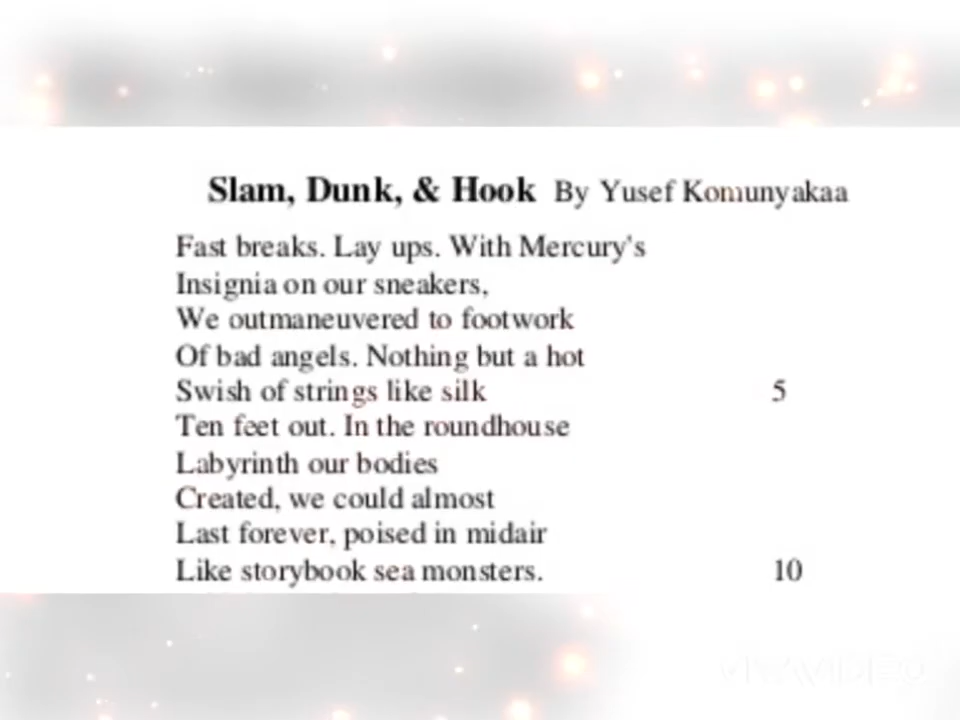 Slam, Dunk, & Hook By Yusef Komunyakaa
Fast breaks. Lay ups. With Mercury's
Insignia on our sneakers,
We outmaneuvered to footwork
Of bad angels. Nothing but a hot
Swish of strings like silk 5
Ten feet out. In the roundhouse
Labyrinth our bodies
Created, we could almost
Last forever, poised in midair
Like storybook sea monsters. 10
VIVAVIDEO